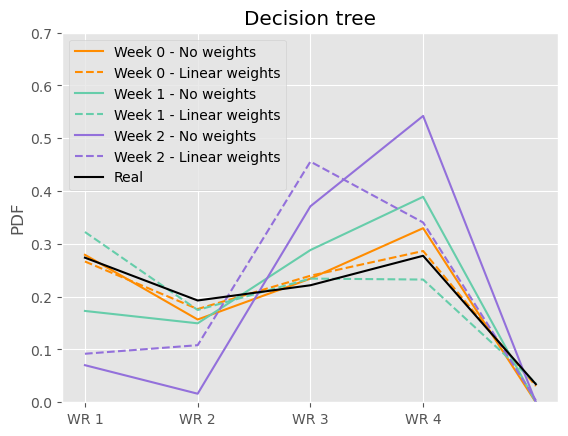 Decision tree
0.7
Week 0 - No weights
Week 0 - Linear weights
0.6
Week 1 - No weights
Week 1 - Linear weights
0.5
Week 2 - No weights
Week 2 - Linear weights
Real
0.4
PDF
0.3
0.2
0.1
0.0
WR 1 WR 2 WR 3 WR 4